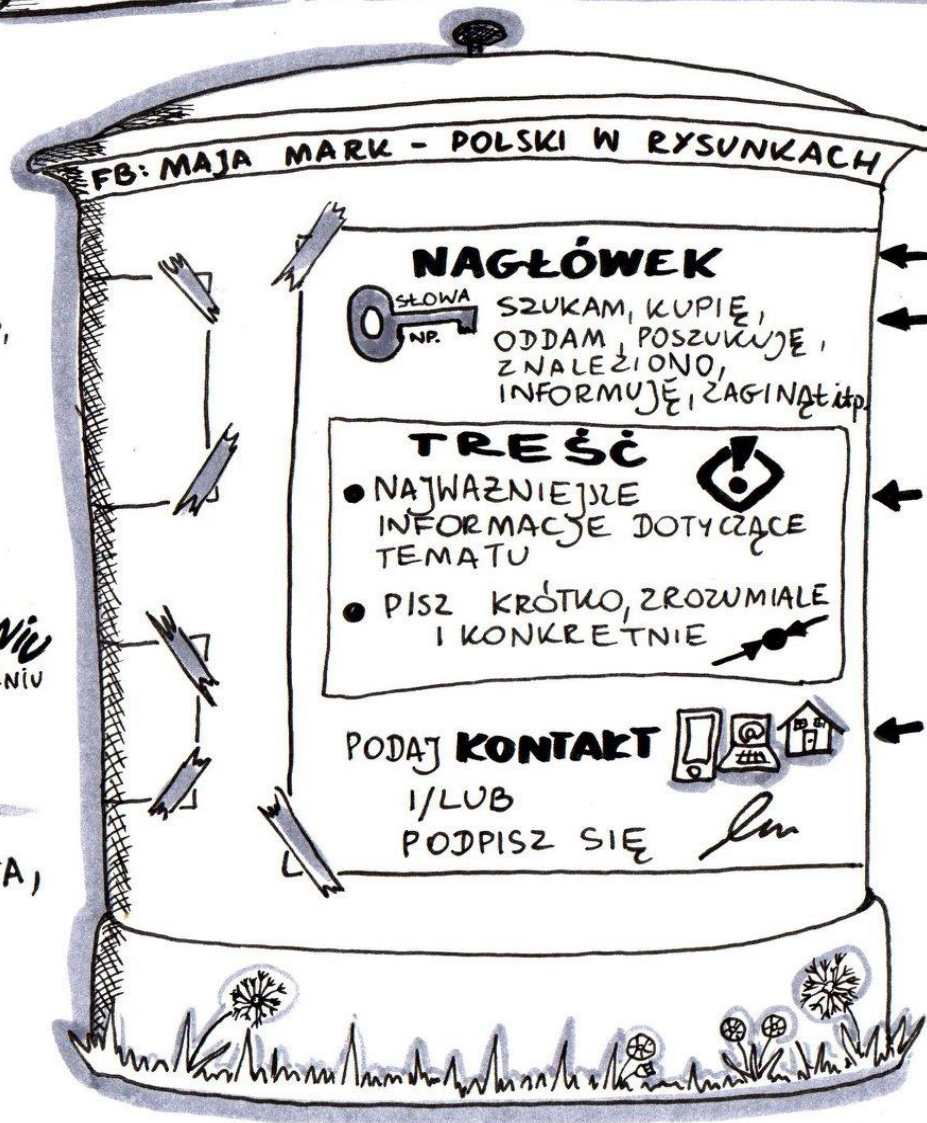 FB: MAJA MARK - POLSKI W RYSUNKACH
NAGŁÓWEK
SŁOWA
NP.
SZUKAM, KUPIĘ,
ODDAM, POSZUKUJĘ,
ZNALEZIONO,
INFORMUJĘ, ZAGINĄŁ itp.
TREŚĆ
• NAJWAŻNIEJSZE
INFORMACJE DOTYCZĄCE
TEMATU
• PISZ KRÓTKO, ZROZUMIALE
I KONKRETNIE
PODAJ KONTAKT
@
I/LUB
PODPISZ SIĘ